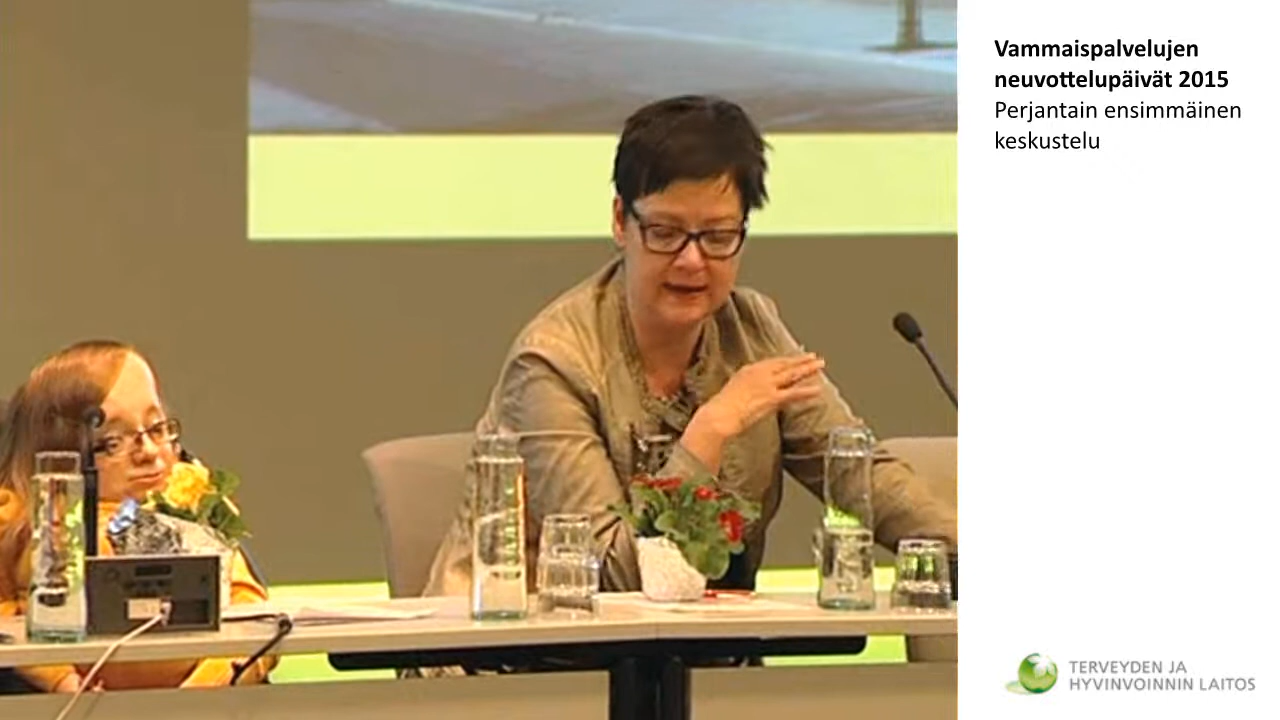 Vammaispalvelujen
neuvottelupäivät 2015
Perjantain ensimmäinen
keskustelu
TERVEYDEN JA
HYVINVOINNIN LAITOS